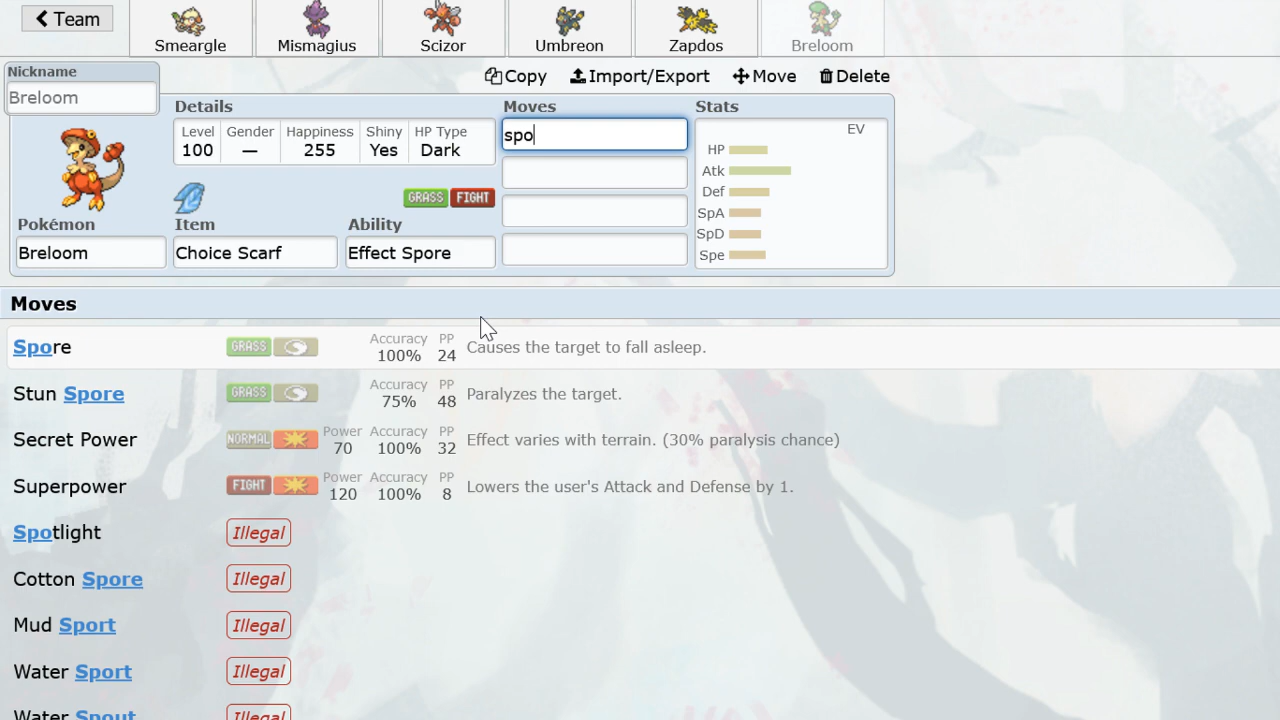 Team
Smeargle
Mismagius
Scizor
Umbreon
Zapdos
Breloom
Nickname
Breloom
Copy
Import/Export
Move
Delete
Details
Level
100
Gender
—
Happiness
255
Shiny
Yes
HP Type
Dark
GRASS FIGHT
Pokémon
Breloom
Item
Choice Scarf
Ability
Effect Spore
Moves
spo
Stats
EV
HP
Atk
Def
SpA
SpD
Spe
Moves
Spore GRASS Accuracy 100% PP 24 Causes the target to fall asleep.
Stun Spore GRASS Accuracy 75% PP 48 Paralyzes the target.
Secret Power NORMAL Power 70 Accuracy 100% PP 32 Effect varies with terrain. (30% paralysis chance)
Superpower FIGHT Power 120 Accuracy 100% PP 8 Lowers the user's Attack and Defense by 1.
Spotlight Illegal
Cotton Spore Illegal
Mud Sport Illegal
Water Sport Illegal
Water Spout Illegal